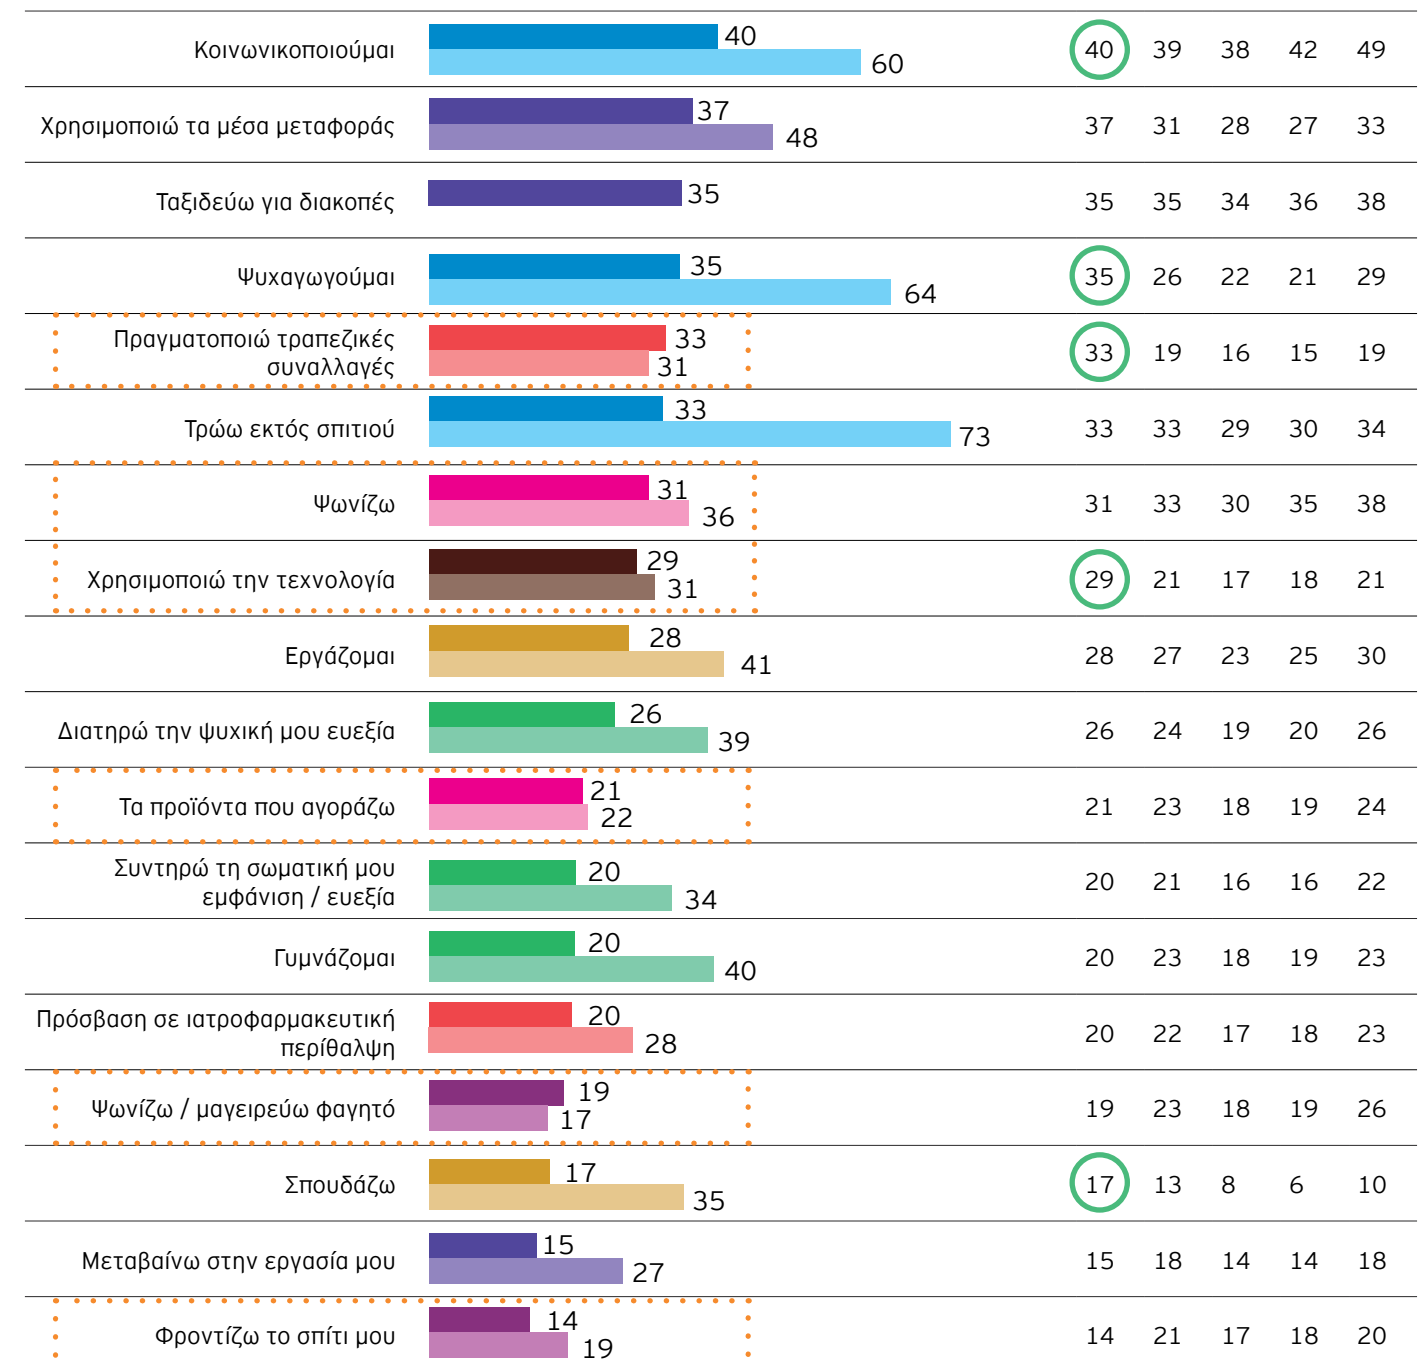 Κοινωνικοποιούμαι 40 60 40 39 38 42 49
Χρησιμοποιώ τα μέσα μεταφοράς 37 48 37 31 28 27 33
Ταξιδεύω για διακοπές 35 35 35 34 36 38
Ψυχαγωγούμαι 35 64 35 26 22 21 29
Πραγματοποιώ τραπεζικές
συναλλαγές 33 31 33 19 16 15 19
Τρώω εκτός σπιτιού 33 73 33 33 29 30 34
Ψωνίζω 31 36 31 33 30 35 38
Χρησιμοποιώ την τεχνολογία 29 31 29 21 17 18 21
Εργάζομαι 28 41 28 27 23 25 30
Διατηρώ την ψυχική μου ευεξία 26 39 26 24 19 20 26
Τα προϊόντα που αγοράζω 21 22 21 23 18 19 24
Συντηρώ τη σωματική μου
εμφάνιση / ευεξία 20 34 20 21 16 16 22
Γυμνάζομαι 20 40 20 23 18 19 23
Πρόσβαση σε ιατροφαρμακευτική
περίθαλψη 20 28 20 22 17 18 23
Ψωνίζω / μαγειρεύω φαγητό 19 17 19 23 18 19 26
Σπουδάζω 17 35 17 13 8 6 10
Μεταβαίνω στην εργασία μου 15 27 15 18 14 14 18
Φροντίζω το σπίτι μου 14 19 14 21 17 18 20